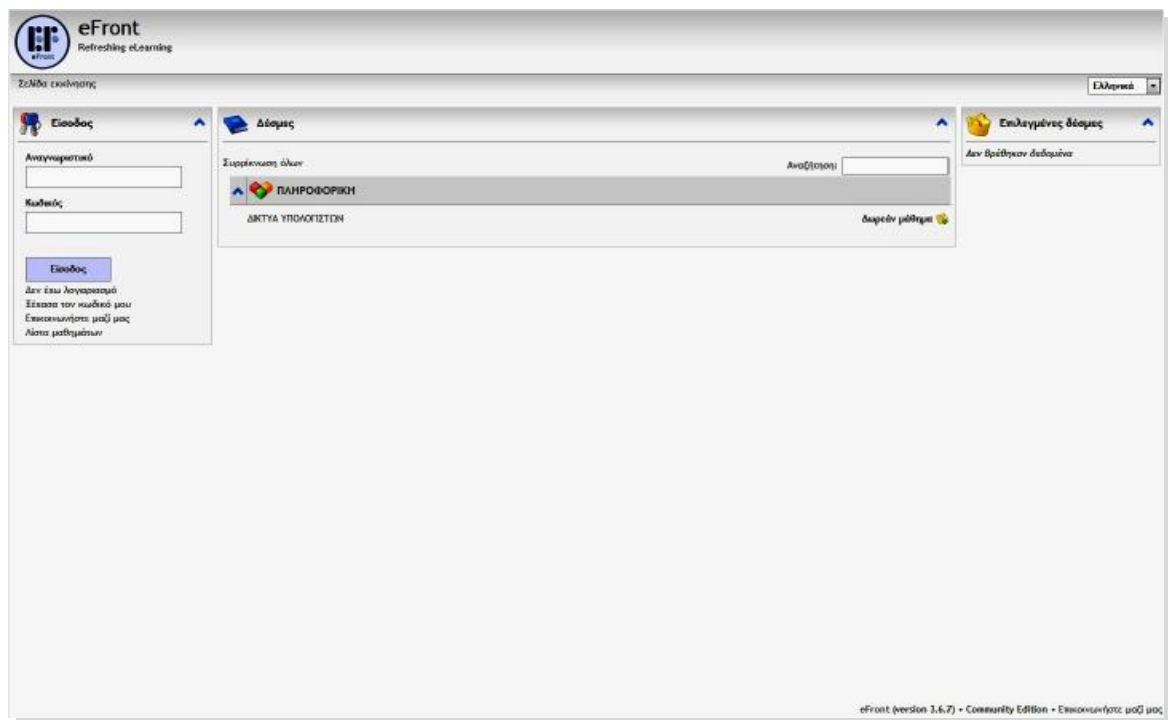 eFront
Refreshing eLearning
eFront
Σελίδα εκκίνησης
Ελληνικά
Είσοδος
Αναγνωριστικό
Κωδικός
Είσοδος
Δεν έχω λογαριασμό
Ξέχασα τον κωδικό μου
Επικοινωνήστε μαζί μας
Λίστα μαθημάτων
Δέσμες
Συρρίκνωση όλων
Αναζήτηση:
ΠΛΗΡΟΦΟΡΙΚΗ
ΔΙΚΤΥΑ ΥΠΟΛΟΓΙΣΤΩΝ
Δωρεάν μάθημα
Επιλεγμένες δέσμες
Δεν βρέθηκαν δεδομένα
eFront (version 3.6.7) • Community Edition • Επικοινωνήστε μαζί μας